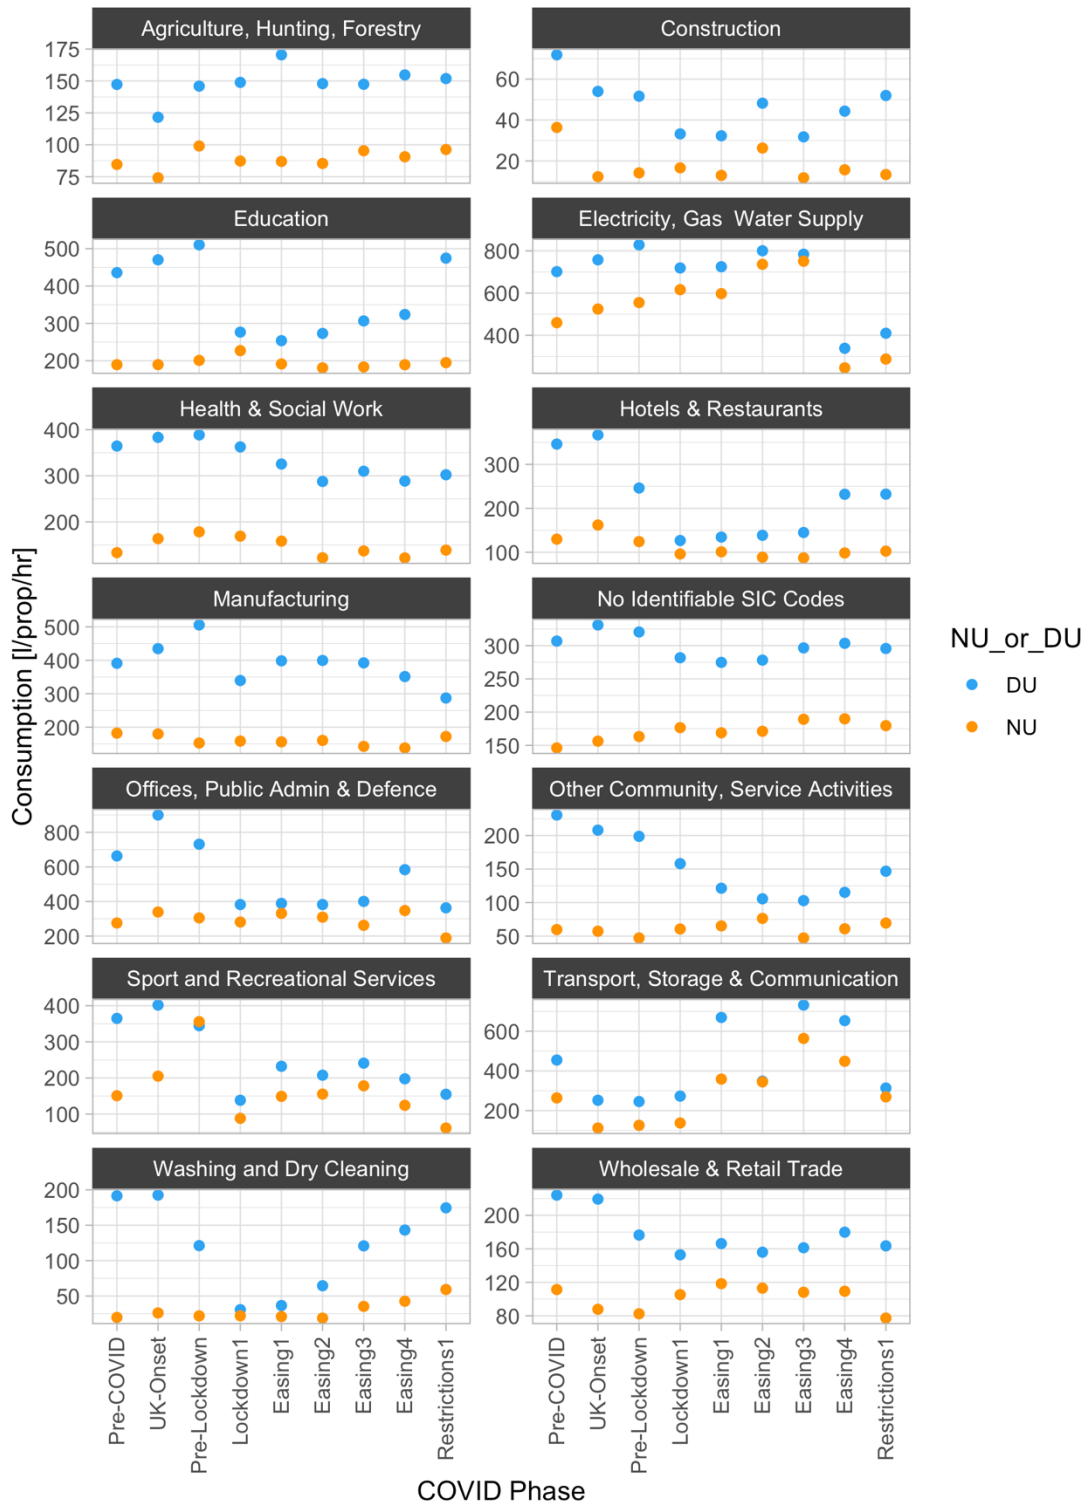 Agriculture, Hunting, Forestry
175
150
125
100
75
Construction
60
40
20
Education
500
400
300
200
Electricity, Gas  Water Supply
800
600
400
Health & Social Work
400
300
200
Hotels & Restaurants
300
200
100
Manufacturing
500
400
300
200
No Identifiable SIC Codes
300
250
200
150
Offices, Public Admin & Defence
800
600
400
200
Other Community, Service Activities
200
150
100
50
Sport and Recreational Services
400
300
200
100
Transport, Storage & Communication
600
400
200
Washing and Dry Cleaning
200
150
100
50
Wholesale & Retail Trade
200
160
120
80
Pre-COVID
UK-Onset
Pre-Lockdown
Lockdown1
Easing1
Easing2
Easing3
Easing4
Restrictions1
Pre-COVID
UK-Onset
Pre-Lockdown
Lockdown1
Easing1
Easing2
Easing3
Easing4
Restrictions1
COVID Phase
Consumption [l/prop/hr]
NU_or_DU
DU
NU